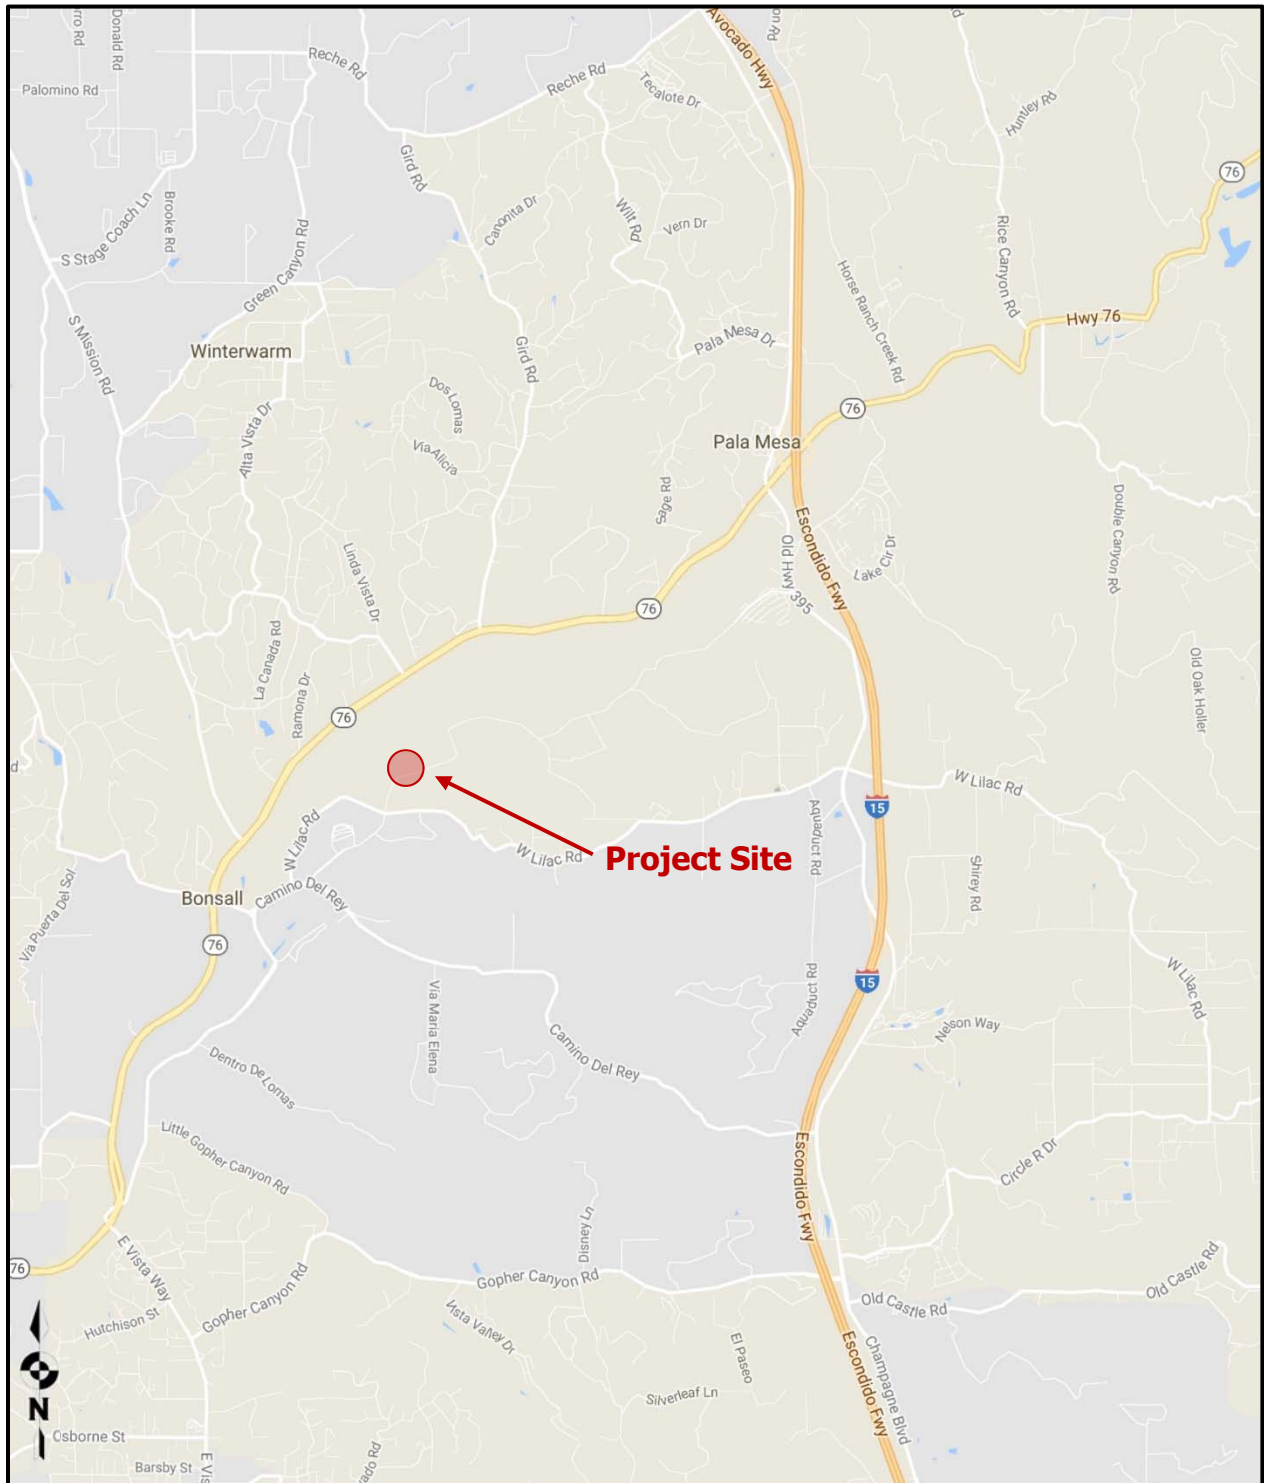 Avocado Hwy
Donald Rd
Reche Rd
Reche Rd
Palomino Rd
Tecalote Dr
Huntley Rd
Gird Rd
76
S Stage Coach Ln
Brooke Rd
Canonita Dr
Wilt Rd
Vern Dr
Rice Canyon Rd
Green Canyon Rd
Horse Ranch Creek Rd
Hwy 76
S Mission Rd
Winterwarm
Gird Rd
Pala Mesa Dr
Dos Lomas
76
Alta Vista Dr
Via Alicia
Pala Mesa
Sage Rd
Double Canyon Rd
Escondido Fwy
Old Hwy 395
Lake Cir Dr
Linda Vista Dr
76
La Canada Rd
Ramona Dr
Old Oak Holler
76
W Lilac Rd
15
W Lilac Rd
Aquaduct Rd
W Lilac Rd
Project Site
Shirey Rd
Via Puerta Del Sol
Bonsall
Camino Del Rey
76
W Lilac Rd
15
Via Maria Elena
Aquaduct Rd
Nelson Way
Camino Del Rey
Dentro De Lomas
Little Gopher Canyon Rd
Escondido Fwy
Circle R Dr
Disney Ln
76
E Vista Way
Gopher Canyon Rd
Gopher Canyon Rd
Old Castle Rd
Old Castle Rd
Hutchison St
Vista Valley Dr
El Paseo
Escondido Fwy
Champagne Blvd
Silverleaf Ln
N
Osborne St
Barsby St